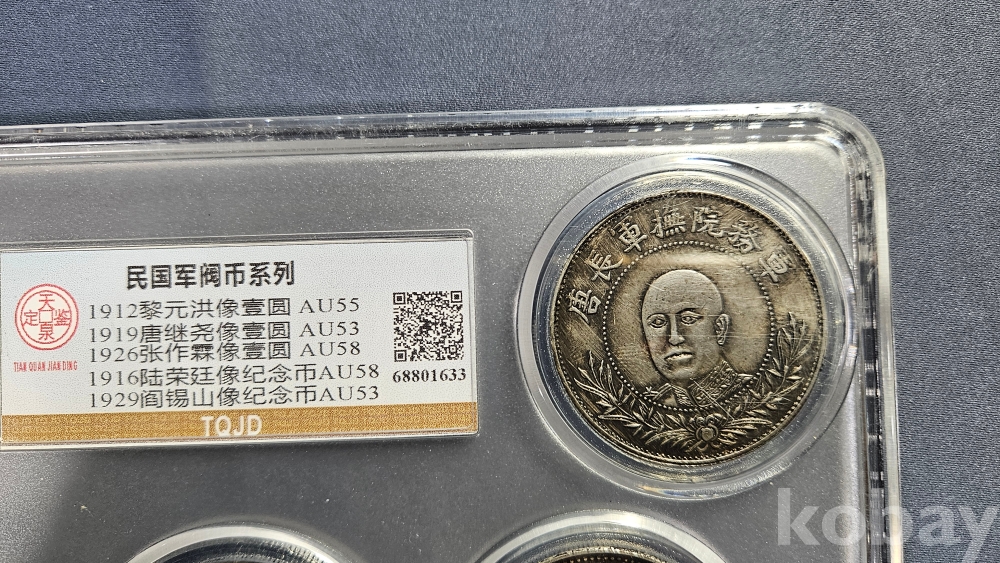 軍務院撫軍長唐
民国军阀币系列
1912黎元洪像壹圆 AU55
1919唐继尧像壹圆 AU53
1926张作霖像壹圆 AU58
1916陆荣廷像纪念币AU58
1929阎锡山像纪念币AU53
天泉鉴定
TIAN QUAN JIAN DING
68801633
TQJD
kobay